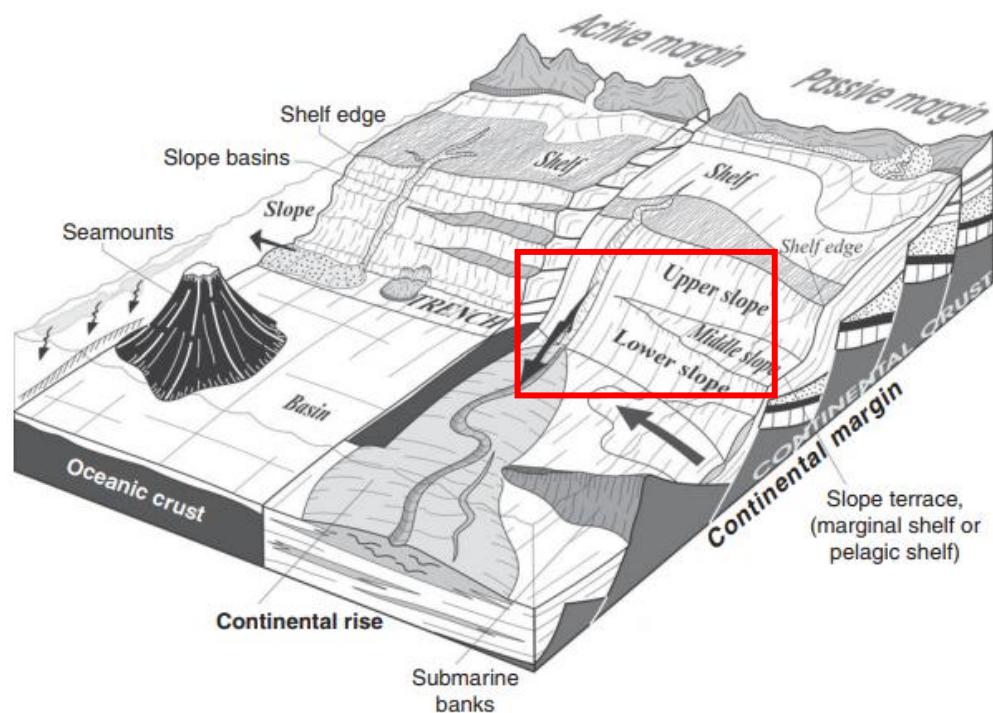 Active margin
Passive margin
Shelf edge
Slope basins
Shelf
Shelf
Slope
Seamounts
Shelf edge
Upper slope
TRENCH
Middle slope
Lower slope
Basin
CONTINENTAL CRUST
Oceanic crust
Continental margin
Slope terrace,
(marginal shelf or
pelagic shelf)
Continental rise
Submarine
banks